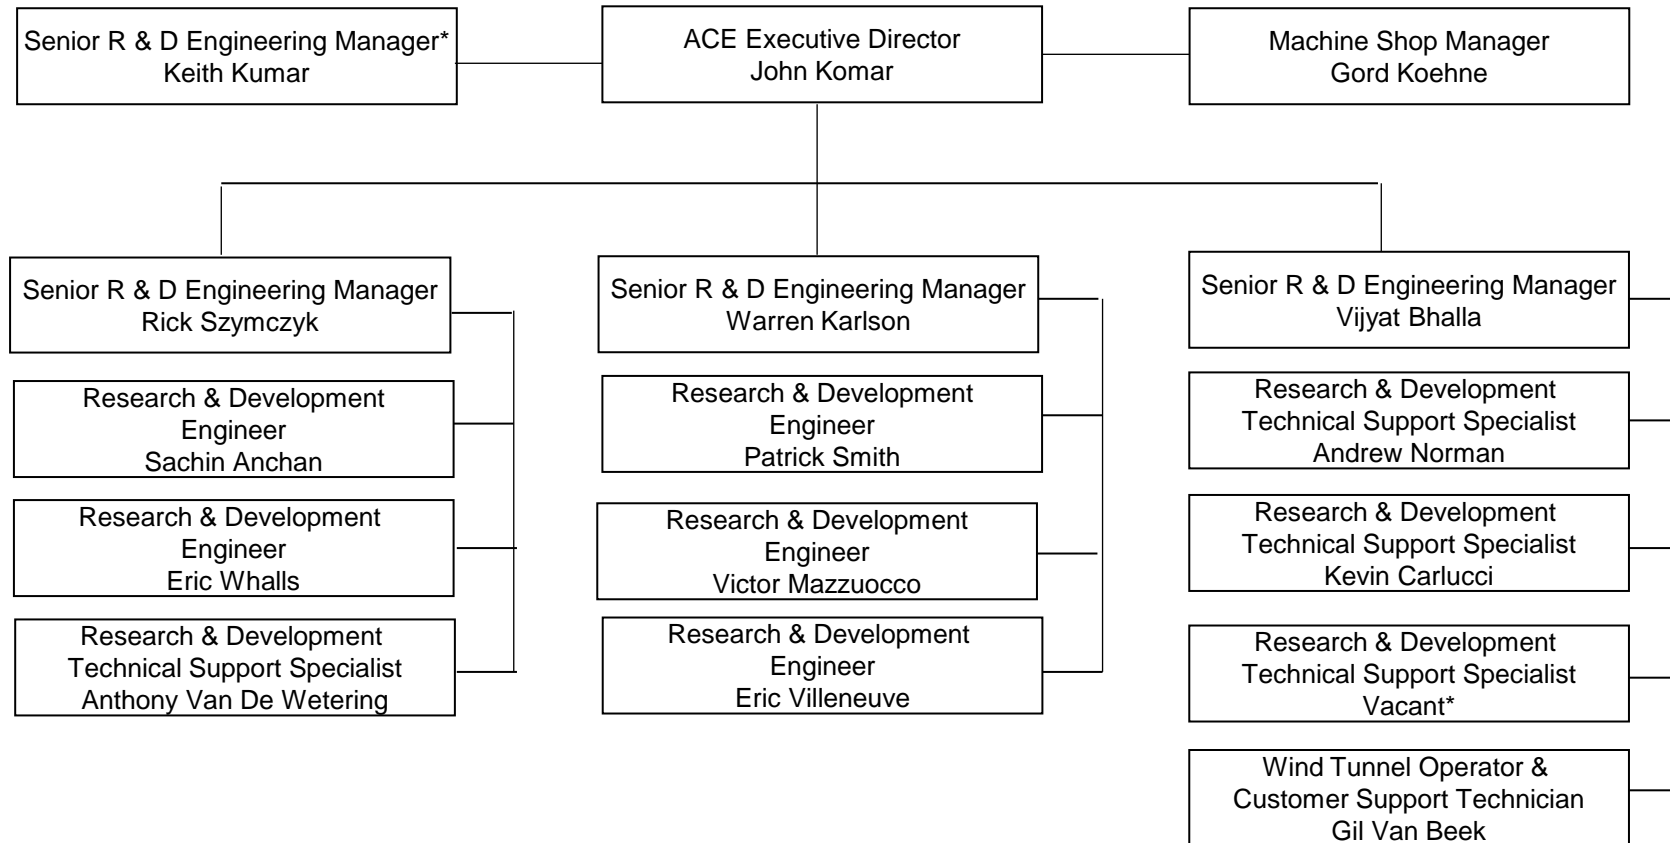 Senior R & D Engineering Manager*
Keith Kumar
ACE Executive Director
John Komar
Machine Shop Manager
Gord Koehne
Senior R & D Engineering Manager
Rick Szymczyk
Research & Development
Engineer
Sachin Anchan
Research & Development
Engineer
Eric Whalls
Research & Development
Technical Support Specialist
Anthony Van De Wetering
Senior R & D Engineering Manager
Warren Karlson
Research & Development
Engineer
Patrick Smith
Research & Development
Engineer
Victor Mazzuocco
Research & Development
Engineer
Eric Villeneuve
Senior R & D Engineering Manager
Vijyat Bhalla
Research & Development
Technical Support Specialist
Andrew Norman
Research & Development
Technical Support Specialist
Kevin Carlucci
Research & Development
Technical Support Specialist
Vacant*
Wind Tunnel Operator &
Customer Support Technician
Gil Van Beek